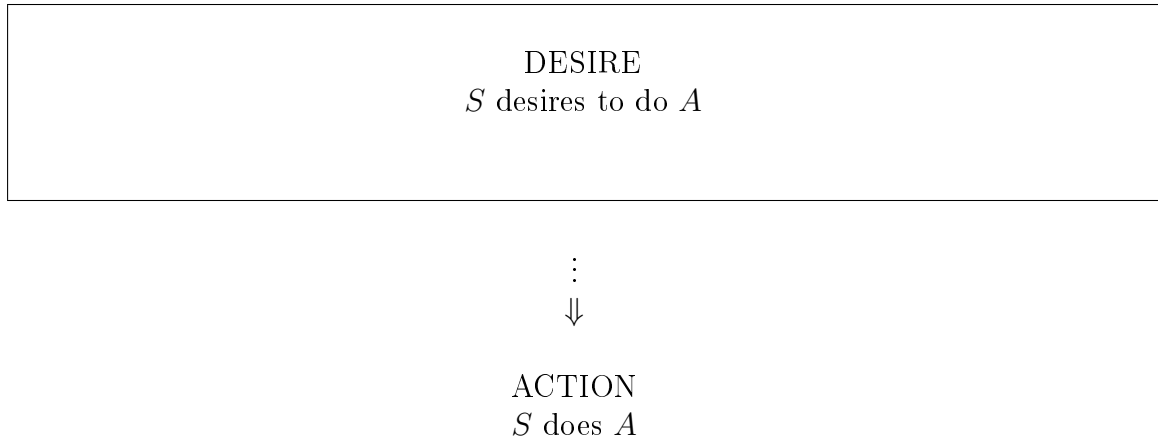 DESIRE
S desires to do A
⋮
⇓
ACTION
S does A